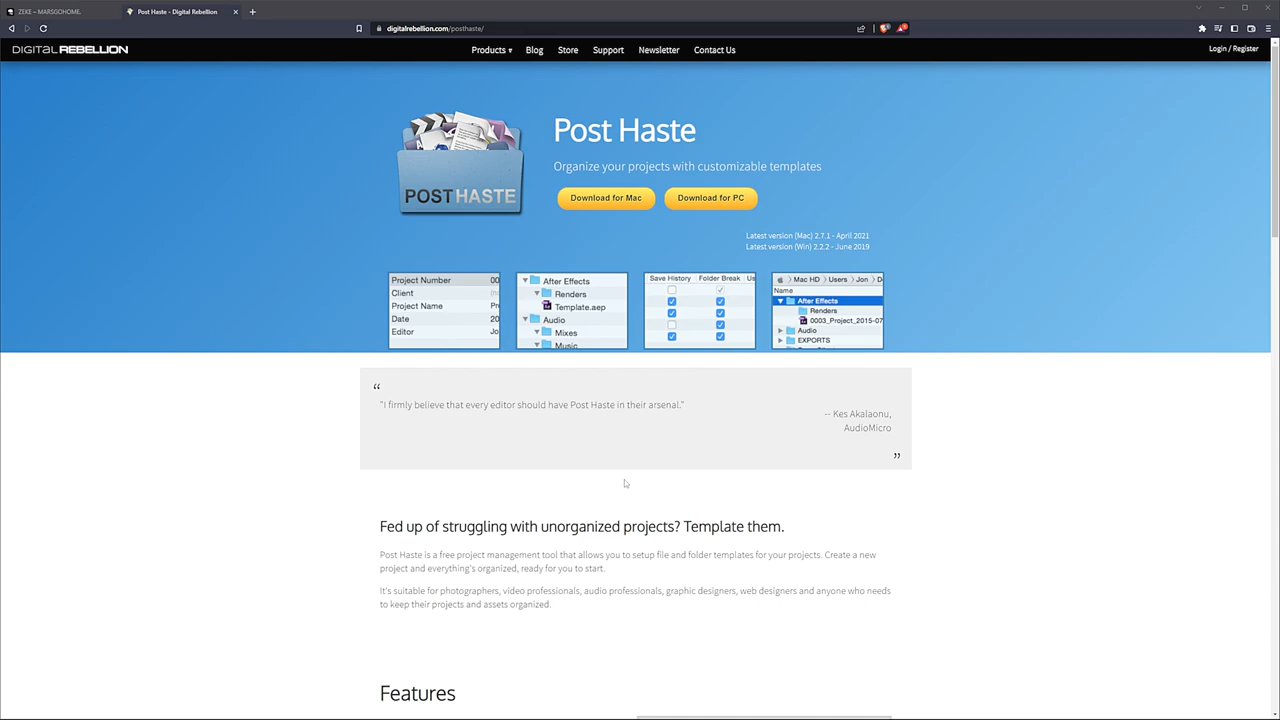 ZEKE – MARSGOHOME.
Post Haste - Digital Rebellion
digitalrebellion.com/posthaste/
DIGITALREBELLION
Products
Blog
Store
Support
Newsletter
Contact Us
Login / Register
POSTHASTE
Post Haste
Organize your projects with customizable templates
Download for Mac
Download for PC
Latest version (Mac) 2.7.1 - April 2021
Latest version (Win) 2.2.2 - June 2019
Project Number 00
Client
Project Name Pr
Date 20
Editor Jo
After Effects
Renders
Template.aep
Audio
Mixes
Music
Save History Folder Break Us
Mac HD Users Jon D
Name
After Effects
Renders
0003_Project_2015-07
Audio
EXPORTS
“
"I firmly believe that every editor should have Post Haste in their arsenal."
-- Kes Akalaonu,
AudioMicro
”
Fed up of struggling with unorganized projects? Template them.
Post Haste is a free project management tool that allows you to setup file and folder templates for your projects. Create a new
project and everything's organized, ready for you to start.
It's suitable for photographers, video professionals, audio professionals, graphic designers, web designers and anyone who needs
to keep their projects and assets organized.
Features